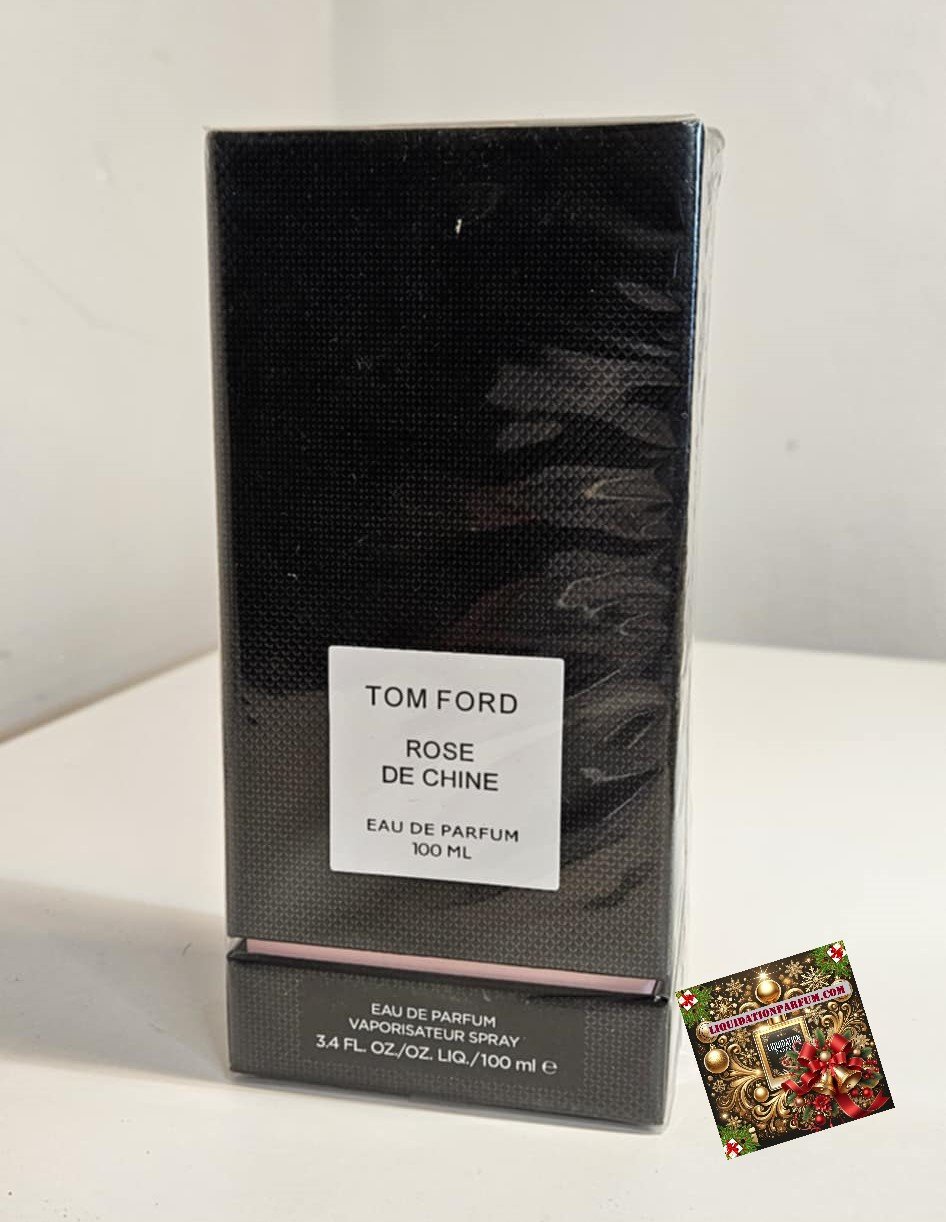 TOM FORD
ROSE
DE CHINE
EAU DE PARFUM
100 ML
EAU DE PARFUM
VAPORISATEUR SPRAY
3.4 FL. OZ./OZ. LIQ./100 ml ℮
LIQUIDATIONPARFUM.COM
LIQUIDATION